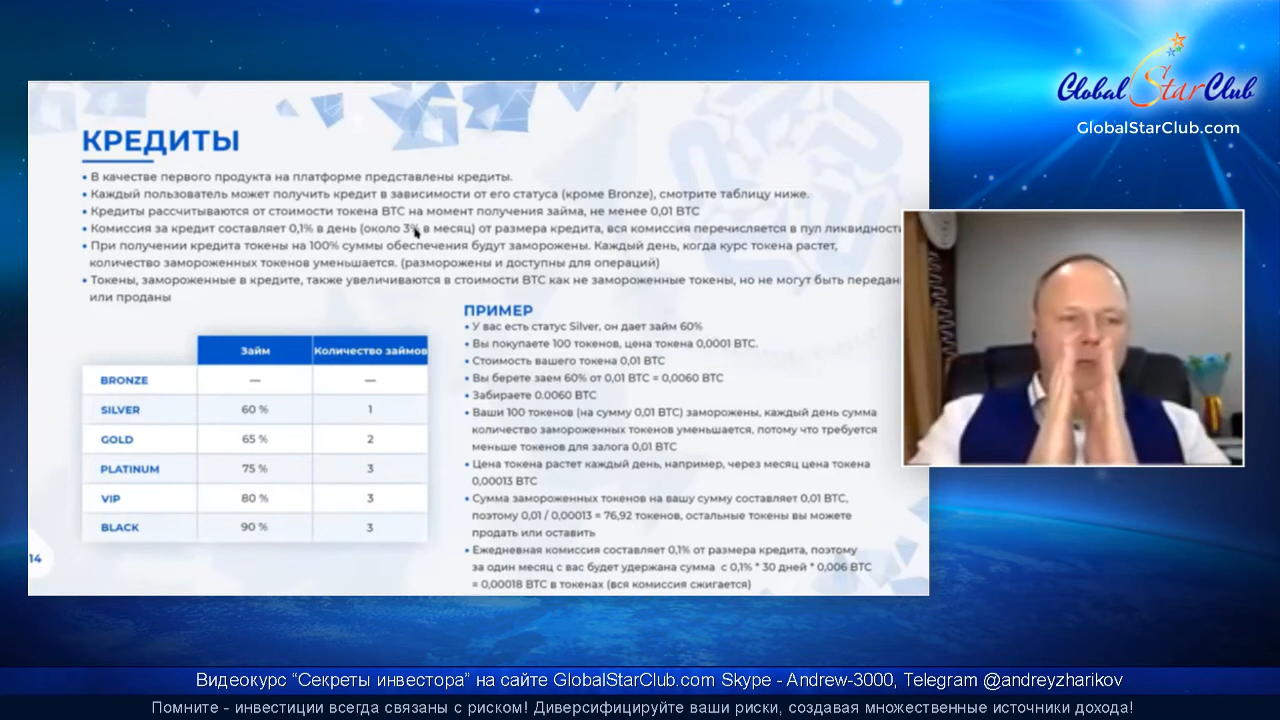 Global Star Club
GlobalStarClub.com
КРЕДИТЫ
• В качестве первого продукта на платформе представлены кредиты.
• Каждый пользователь может получить кредит в зависимости от его статуса (кроме Bronze), смотрите таблицу ниже.
• Кредиты рассчитываются от стоимости токена BTC на момент получения займа, не менее 0,01 BTC
• Комиссия за кредит составляет 0,1% в день (около 3% в месяц) от размера кредита, вся комиссия перечисляется в пул ликвидности
• При получении кредита токены на 100% суммы обеспечения будут заморожены. Каждый день, когда курс токена растет,
количество замороженных токенов уменьшается. (разморожены и доступны для операций)
• Токены, замороженные в кредите, также увеличиваются в стоимости BTC как не замороженные токены, но не могут быть передан
или проданы
Займ Количество займов
BRONZE — —
SILVER 60 % 1
GOLD 65 % 2
PLATINUM 75 % 3
VIP 80 % 3
BLACK 90 % 3
14
ПРИМЕР
• У вас есть статус Silver, он дает займ 60%
• Вы покупаете 100 токенов, цена токена 0,0001 BTC.
• Стоимость вашего токена 0,01 BTC
• Вы берете заем 60% от 0,01 BTC = 0,0060 BTC
• Забираете 0.0060 BTC
• Ваши 100 токенов (на сумму 0,01 BTC) заморожены, каждый день сумма
количество замороженных токенов уменьшается, потому что требуется
меньше токенов для залога 0,01 BTC
• Цена токена растет каждый день, например, через месяц цена токена
0,00013 BTC
• Сумма замороженных токенов на вашу сумму составляет 0,01 BTC,
поэтому 0,01 / 0,00013 = 76,92 токенов, остальные токены вы можете
продать или оставить
• Ежедневная комиссия составляет 0,1% от размера кредита, поэтому
за один месяц с вас будет удержана сумма с 0,1% * 30 дней * 0,006 BTC
= 0,00018 BTC в токенах (вся комиссия сжигается)
Видеокурс “Секреты инвестора” на сайте GlobalStarClub.com Skype - Andrew-3000, Telegram @andreyzharikov
Помните - инвестиции всегда связаны с риском! Диверсифицируйте ваши риски, создавая множественные источники дохода!